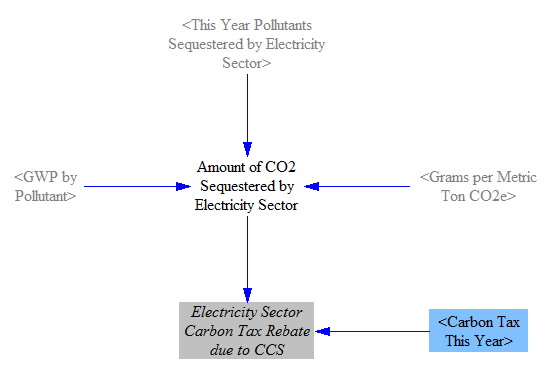 <This Year Pollutants
Sequestered by Electricity
Sector>
Amount of CO2
Sequestered by
Electricity Sector
<GWP by
Pollutant>
<Grams per Metric
Ton CO2e>
Electricity Sector
Carbon Tax Rebate
due to CCS
<Carbon Tax
This Year>